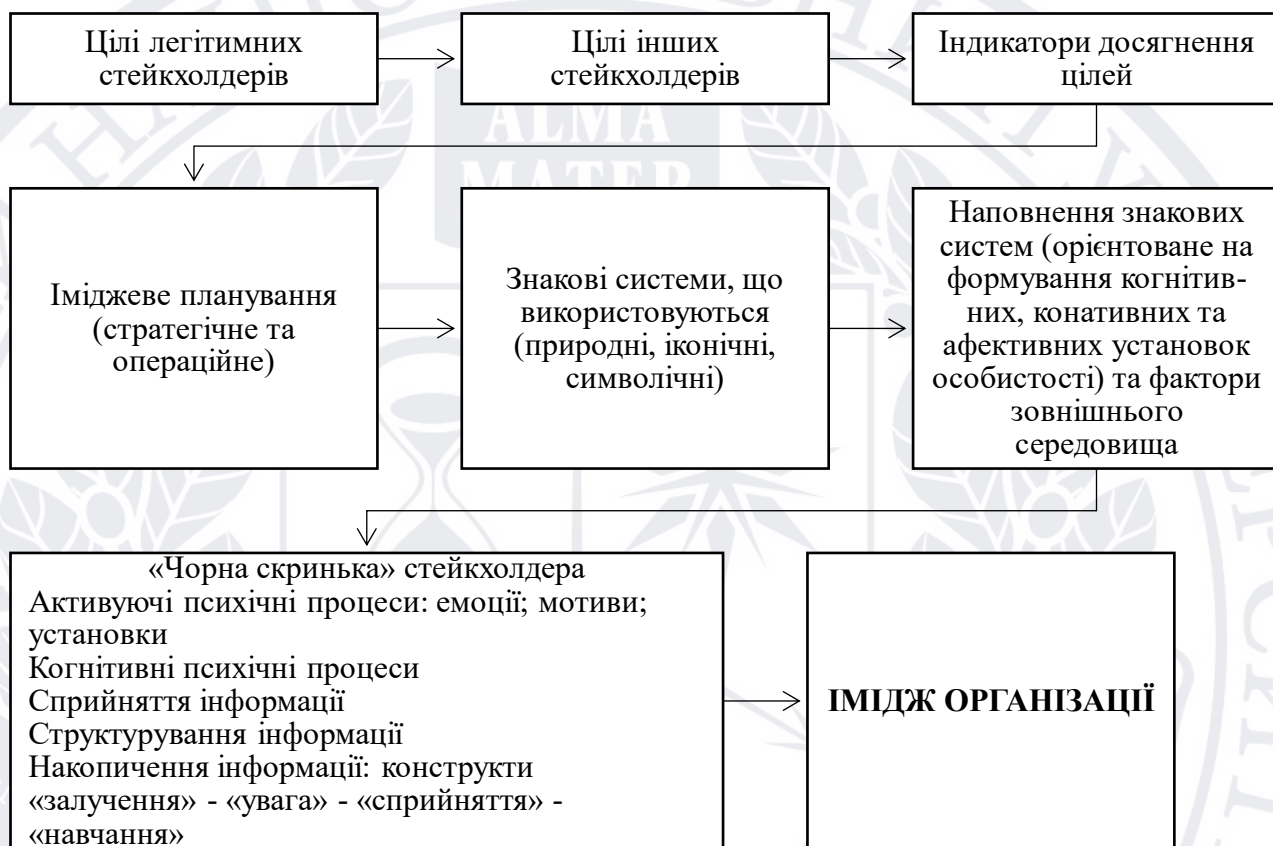 Цілі легітимних
стейкхолдерів
Цілі інших
стейкхолдерів
Індикатори досягнення
цілей
ALMA
MATER
Іміджеве планування
(стратегічне та
операційне)
Знакові системи, що
використовуються
(природні, іконічні,
символічні)
Наповнення знакових
систем (орієнтоване на
формування когнітив-
них, конативних та
афективних установок
особистості) та фактори
зовнішнього
середовища
«Чорна скринька» стейкхолдера
Активуючі психічні процеси: емоції; мотиви;
установки
Когнітивні психічні процеси
Сприйняття інформації
Структурування інформації
Накопичення інформації: конструкти
«залучення» - «увага» - «сприйняття» -
«навчання»
ІМІДЖ ОРГАНІЗАЦІЇ